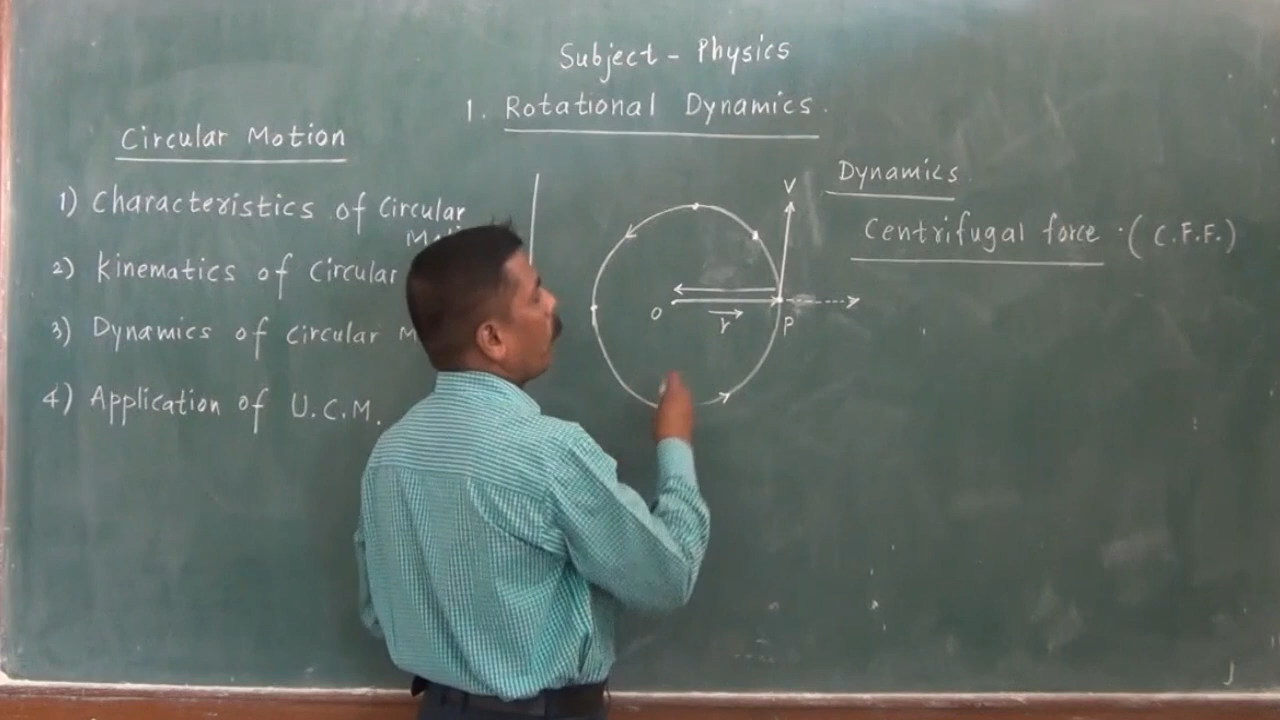 Subject - Physics
1. Rotational Dynamics.
Circular Motion
1) Characteristics of Circular
2) Kinematics of Circular
3) Dynamics of Circular M
4) Application of U.C.M.
V
O
r
P
Dynamics
Centrifugal force . ( C.F.F.)